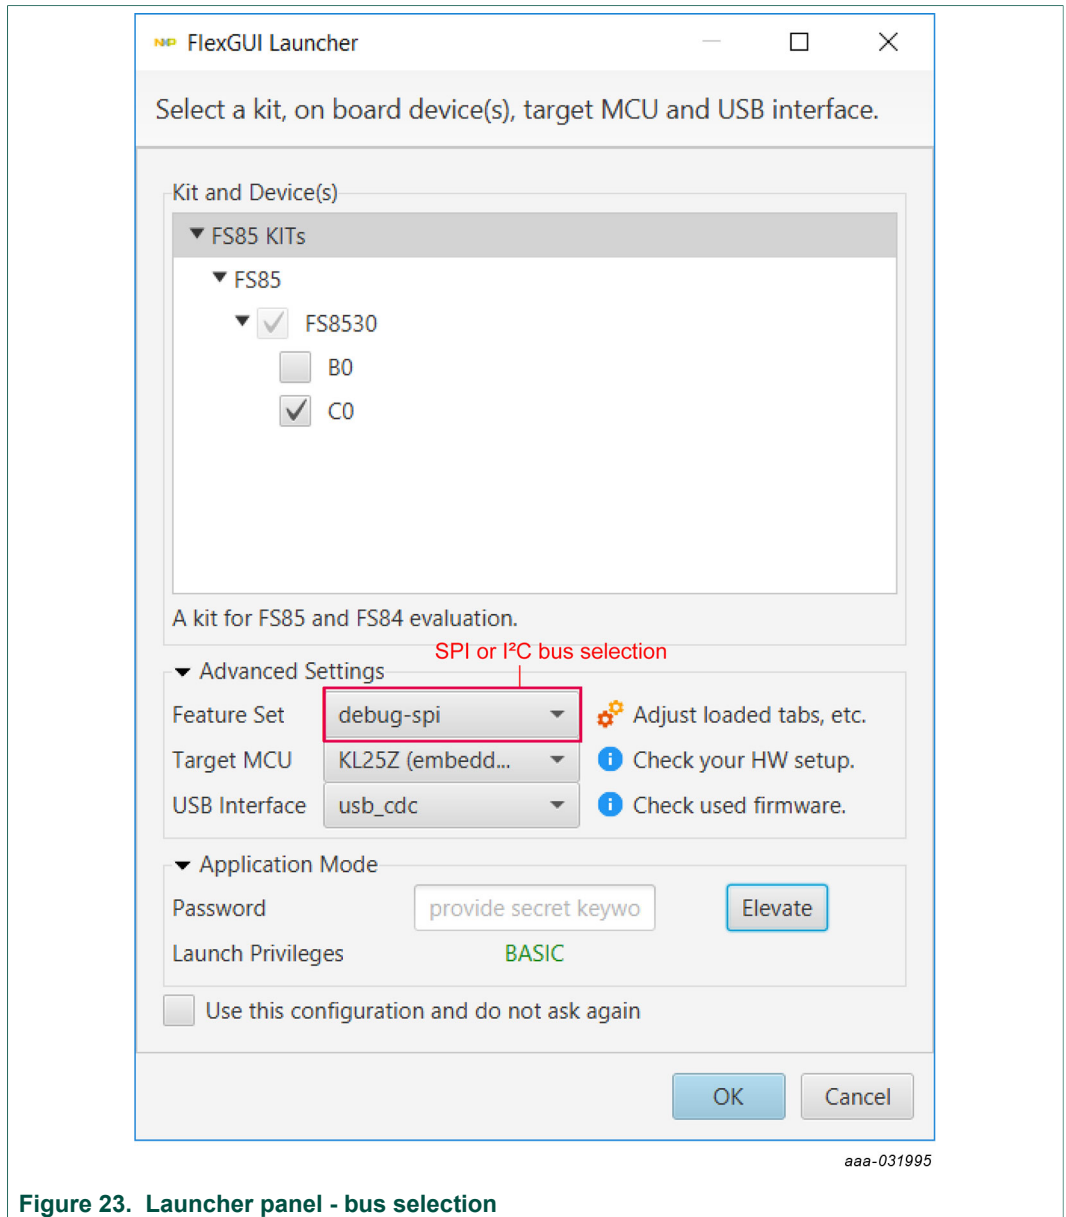 NXP FlexGUI Launcher
Select a kit, on board device(s), target MCU and USB interface.
Kit and Device(s)
FS85 KITs
FS85
FS8530
B0
C0
A kit for FS85 and FS84 evaluation.
SPI or I²C bus selection
Advanced Settings
Feature Set debug-spi Adjust loaded tabs, etc.
Target MCU KL25Z (embedd... Check your HW setup.
USB Interface usb_cdc Check used firmware.
Application Mode
Password provide secret keywo Elevate
Launch Privileges BASIC
Use this configuration and do not ask again
OK Cancel
aaa-031995
Figure 23. Launcher panel - bus selection